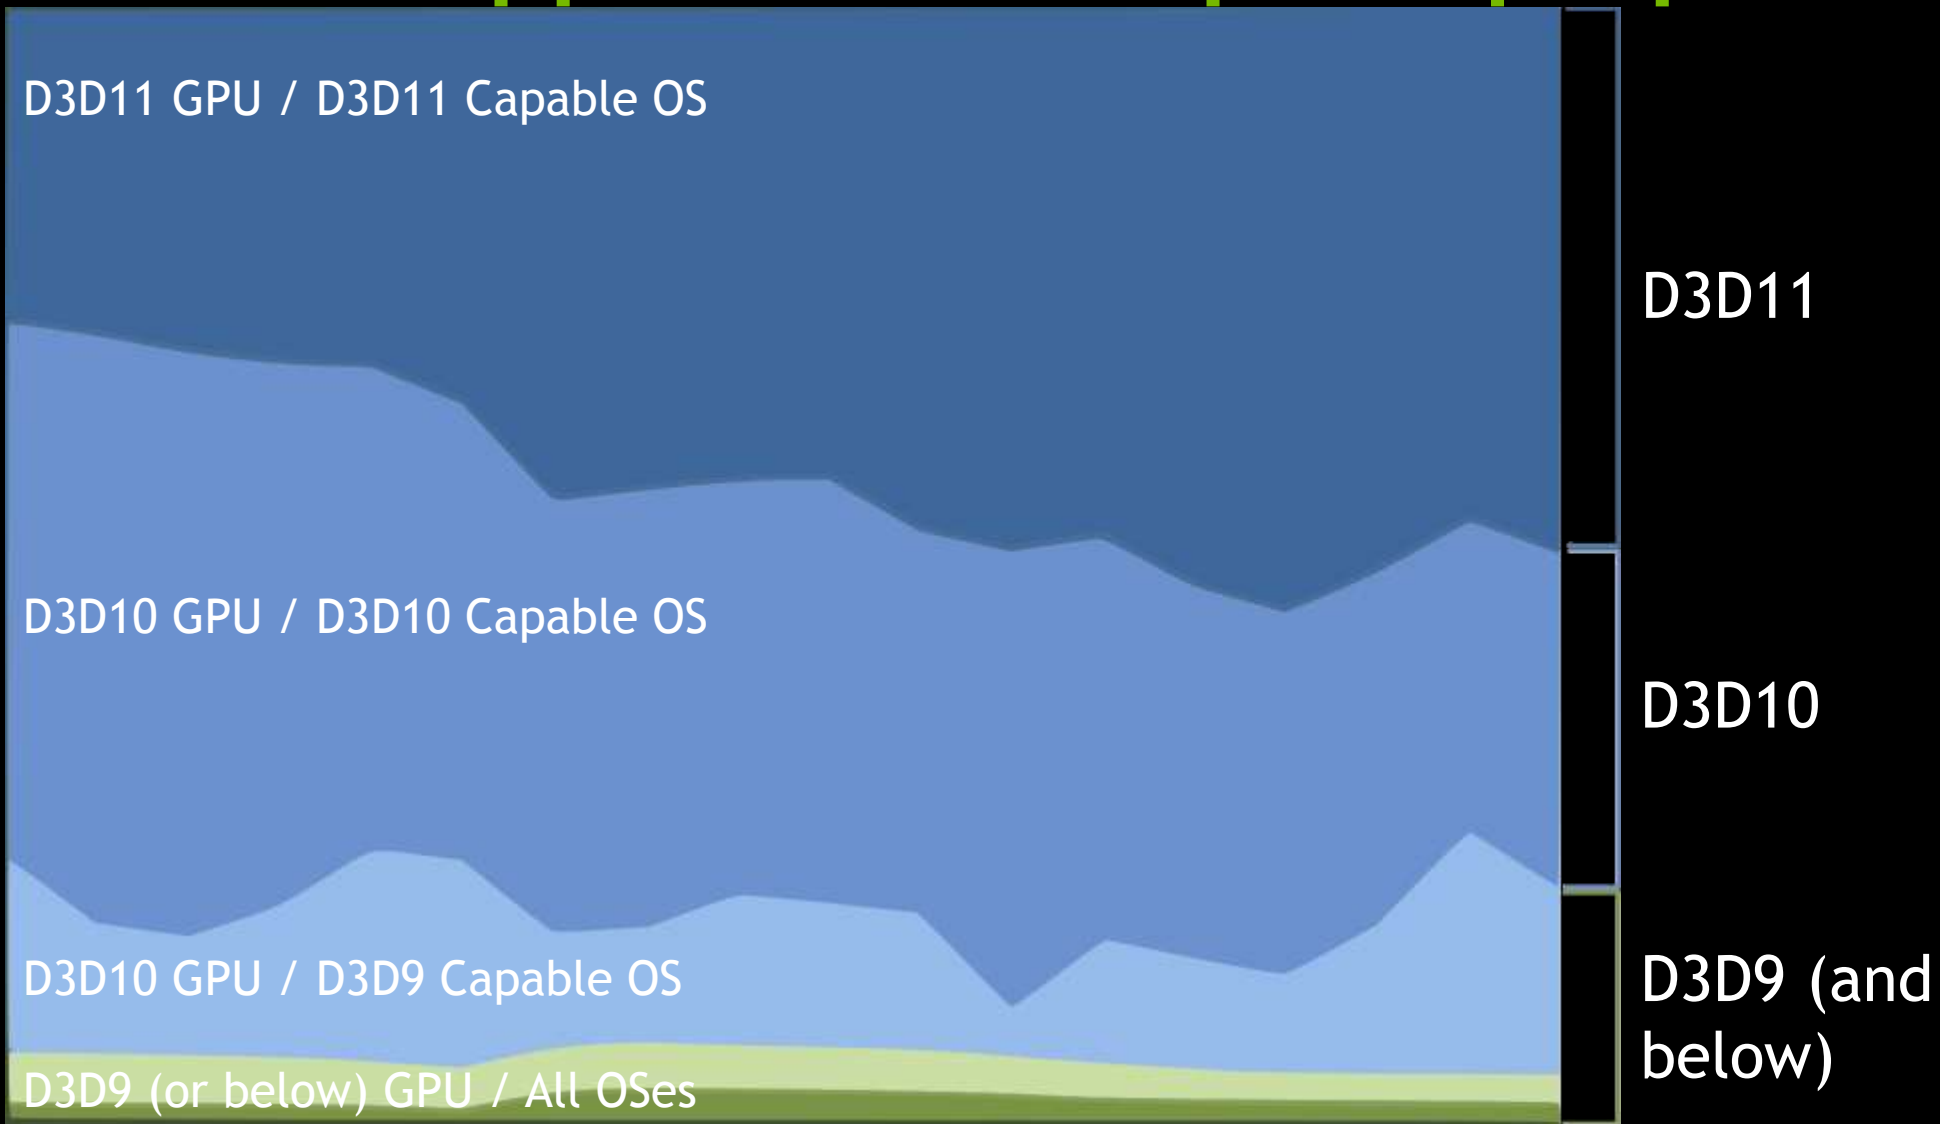 D3D11 GPU / D3D11 Capable OS
D3D11
D3D10 GPU / D3D10 Capable OS
D3D10
D3D10 GPU / D3D9 Capable OS
D3D9 (and
below)
D3D9 (or below) GPU / All OSes